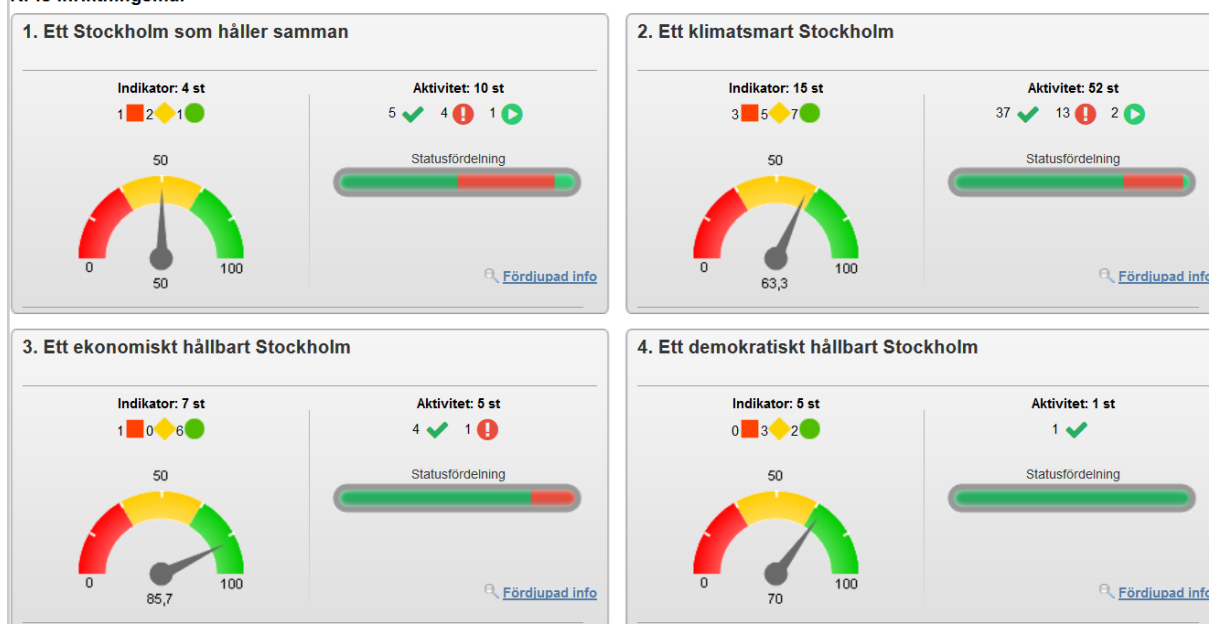 1. Ett Stockholm som håller samman
Indikator: 4 st
1 2 1
50
0 100
50
Aktivitet: 10 st
5 4 1
Statusfördelning
Fördjupad info
2. Ett klimatsmart Stockholm
Indikator: 15 st
3 5 7
50
0 100
63,3
Aktivitet: 52 st
37 13 2
Statusfördelning
Fördjupad info
3. Ett ekonomiskt hållbart Stockholm
Indikator: 7 st
1 0 6
50
0 100
85,7
Aktivitet: 5 st
4 1
Statusfördelning
Fördjupad info
4. Ett demokratiskt hållbart Stockholm
Indikator: 5 st
0 3 2
50
0 100
70
Aktivitet: 1 st
1
Statusfördelning
Fördjupad info